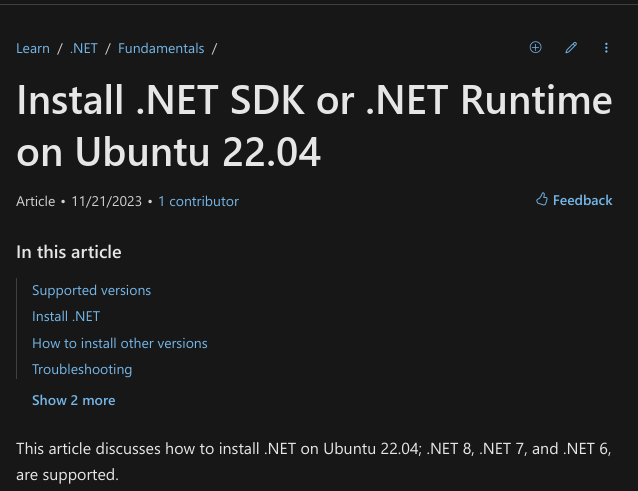 Learn / .NET / Fundamentals /
Install .NET SDK or .NET Runtime
on Ubuntu 22.04
Article • 11/21/2023 • 1 contributor
Feedback
In this article
Supported versions
Install .NET
How to install other versions
Troubleshooting
Show 2 more
This article discusses how to install .NET on Ubuntu 22.04; .NET 8, .NET 7, and .NET 6,
are supported.